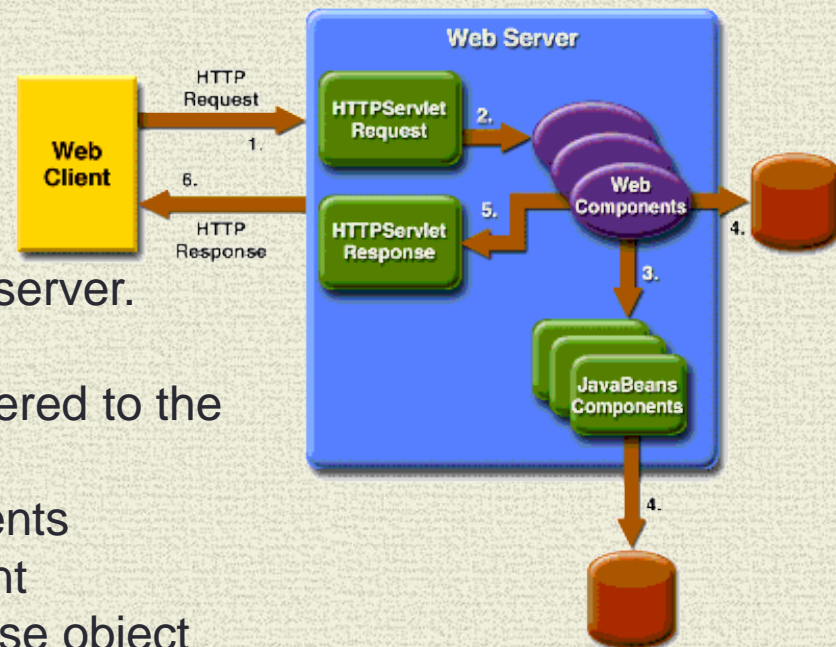 Web Server
HTTP
Request
1.
HTTPServlet
Request
2.
Web
Client
6.
Web
Components
5.
4.
HTTP
Response
HTTPServlet
Response
3.
server.
JavaBeans
Components
ered to the
4.
ents
nt
se object